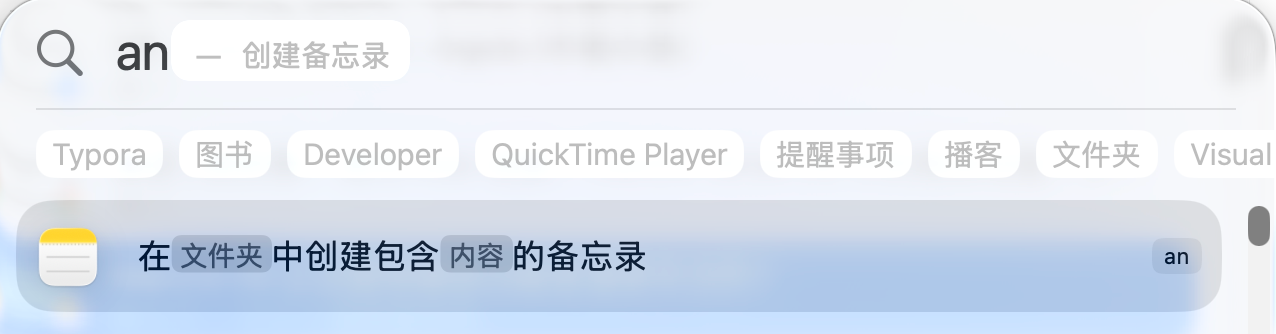 an — 创建备忘录
Typora 图书 Developer QuickTime Player 提醒事项 播客 文件夹 Visual
在 文件夹 中创建包含 内容 的备忘录 an